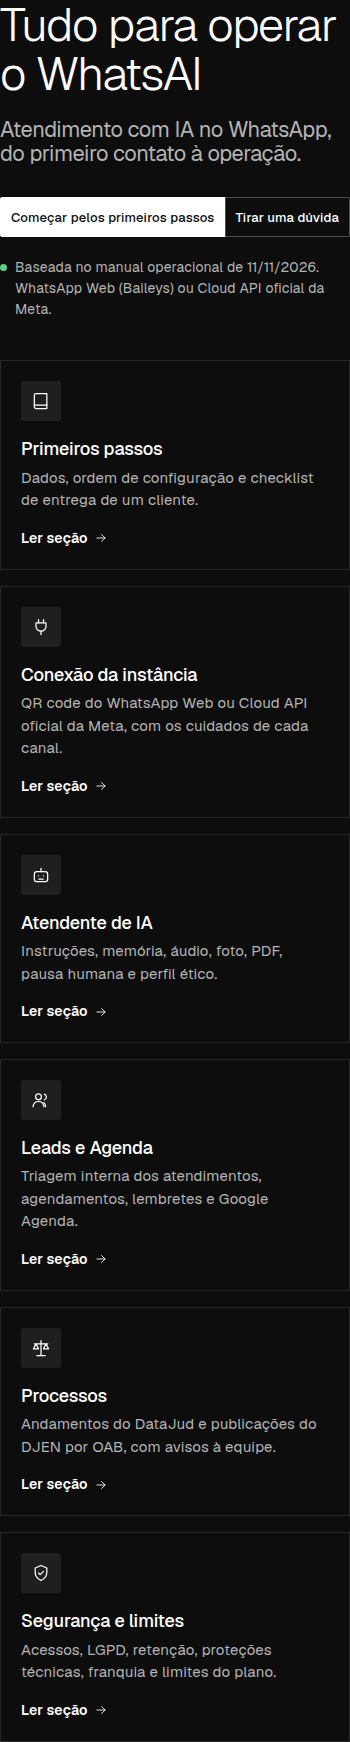 Tudo para operar
o WhatsAI
Atendimento com IA no WhatsApp,
do primeiro contato à operação.
Começar pelos primeiros passos
Tirar uma dúvida
Baseada no manual operacional de 11/11/2026.
WhatsApp Web (Baileys) ou Cloud API oficial da
Meta.
Primeiros passos
Dados, ordem de configuração e checklist
de entrega de um cliente.
Ler seção →
Conexão da instância
QR code do WhatsApp Web ou Cloud API
oficial da Meta, com os cuidados de cada
canal.
Ler seção →
Atendente de IA
Instruções, memória, áudio, foto, PDF,
pausa humana e perfil ético.
Ler seção →
Leads e Agenda
Triagem interna dos atendimentos,
agendamentos, lembretes e Google
Agenda.
Ler seção →
Processos
Andamentos do DataJud e publicações do
DJEN por OAB, com avisos à equipe.
Ler seção →
Segurança e limites
Acessos, LGPD, retenção, proteções
técnicas, franquia e limites do plano.
Ler seção →